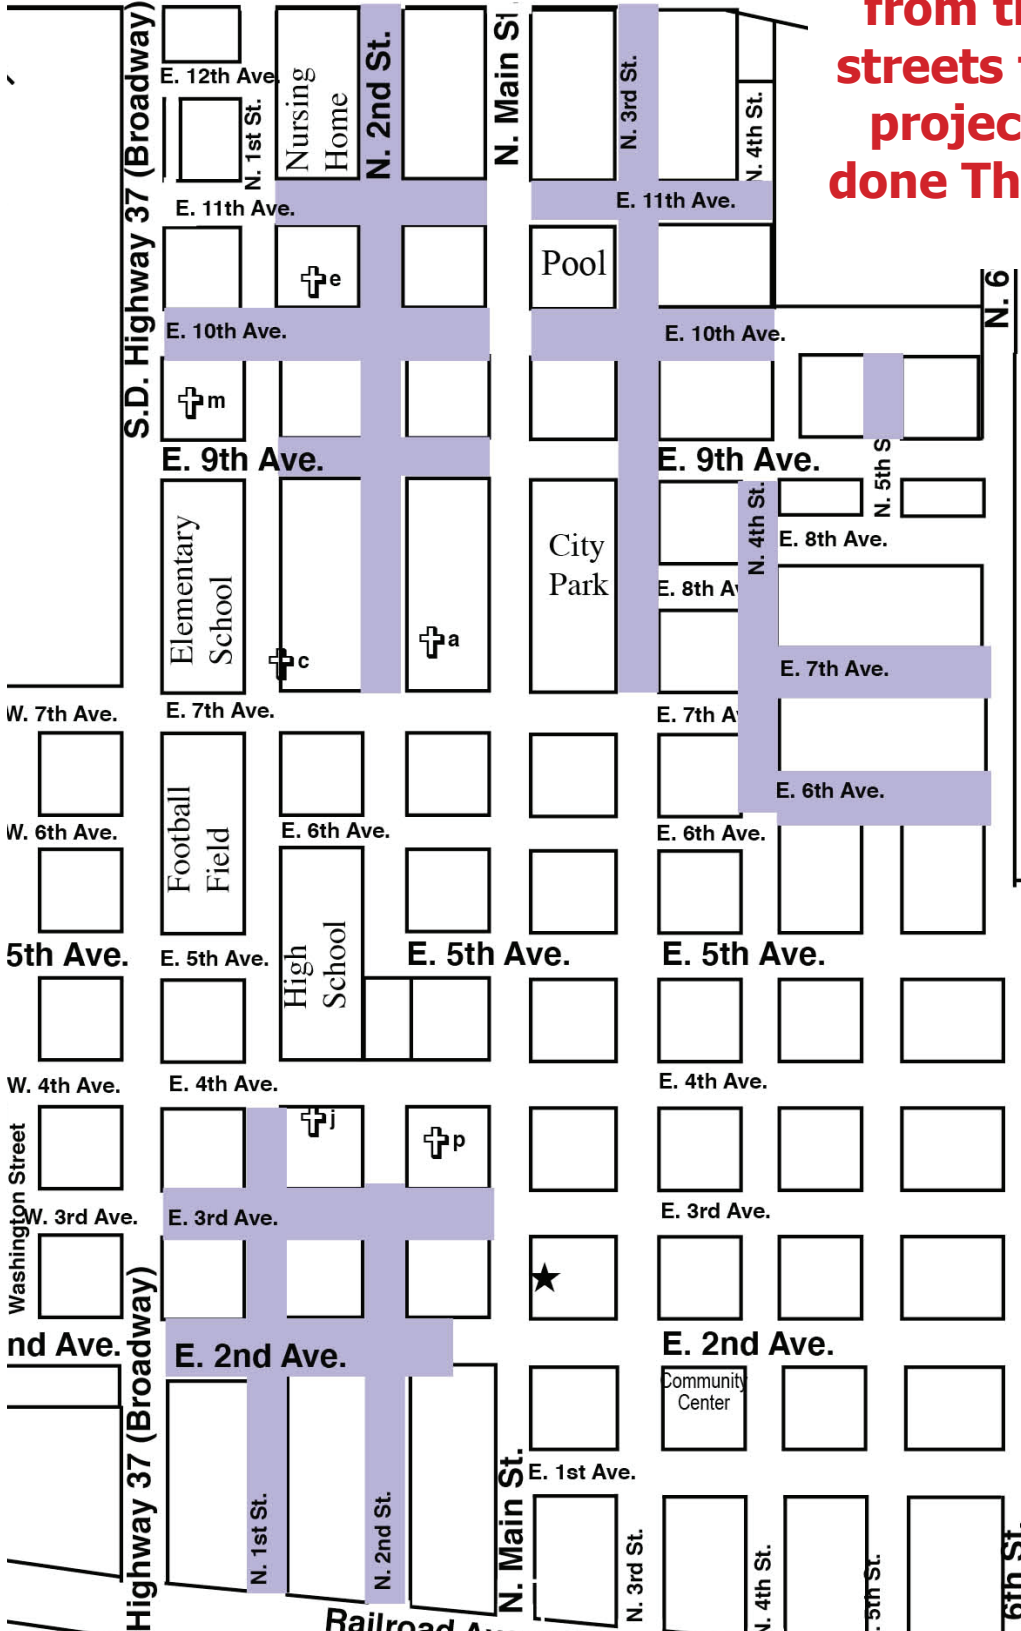 from th
streets
projec
done Th
S.D. Highway 37 (Broadway)
E. 12th Ave.
N. 1st St.
Nursing
Home
N. 2nd St.
N. Main St.
N. 3rd St.
N. 4th St.
E. 11th Ave.
E. 11th Ave.
e
Pool
N. 6
E. 10th Ave.
E. 10th Ave.
m
E. 9th Ave.
E. 9th Ave.
N. 5th S
N. 4th St.
Elementary
School
City
Park
E. 8th Ave.
E. 8th Av
c
a
E. 7th Ave.
W. 7th Ave.
E. 7th Ave.
E. 7th A
Football
Field
E. 6th Ave.
W. 6th Ave.
E. 6th Ave.
E. 6th Ave.
5th Ave.
E. 5th Ave.
High
School
E. 5th Ave.
E. 5th Ave.
W. 4th Ave.
E. 4th Ave.
E. 4th Ave.
j
p
Washington Street
W. 3rd Ave.
E. 3rd Ave.
E. 3rd Ave.
nd Ave.
Highway 37 (Broadway)
E. 2nd Ave.
E. 2nd Ave.
Community
Center
E. 1st Ave.
N. 1st St.
N. 2nd St.
N. Main St.
N. 3rd St.
N. 4th St.
. 5th St.
6th St.
Railroad